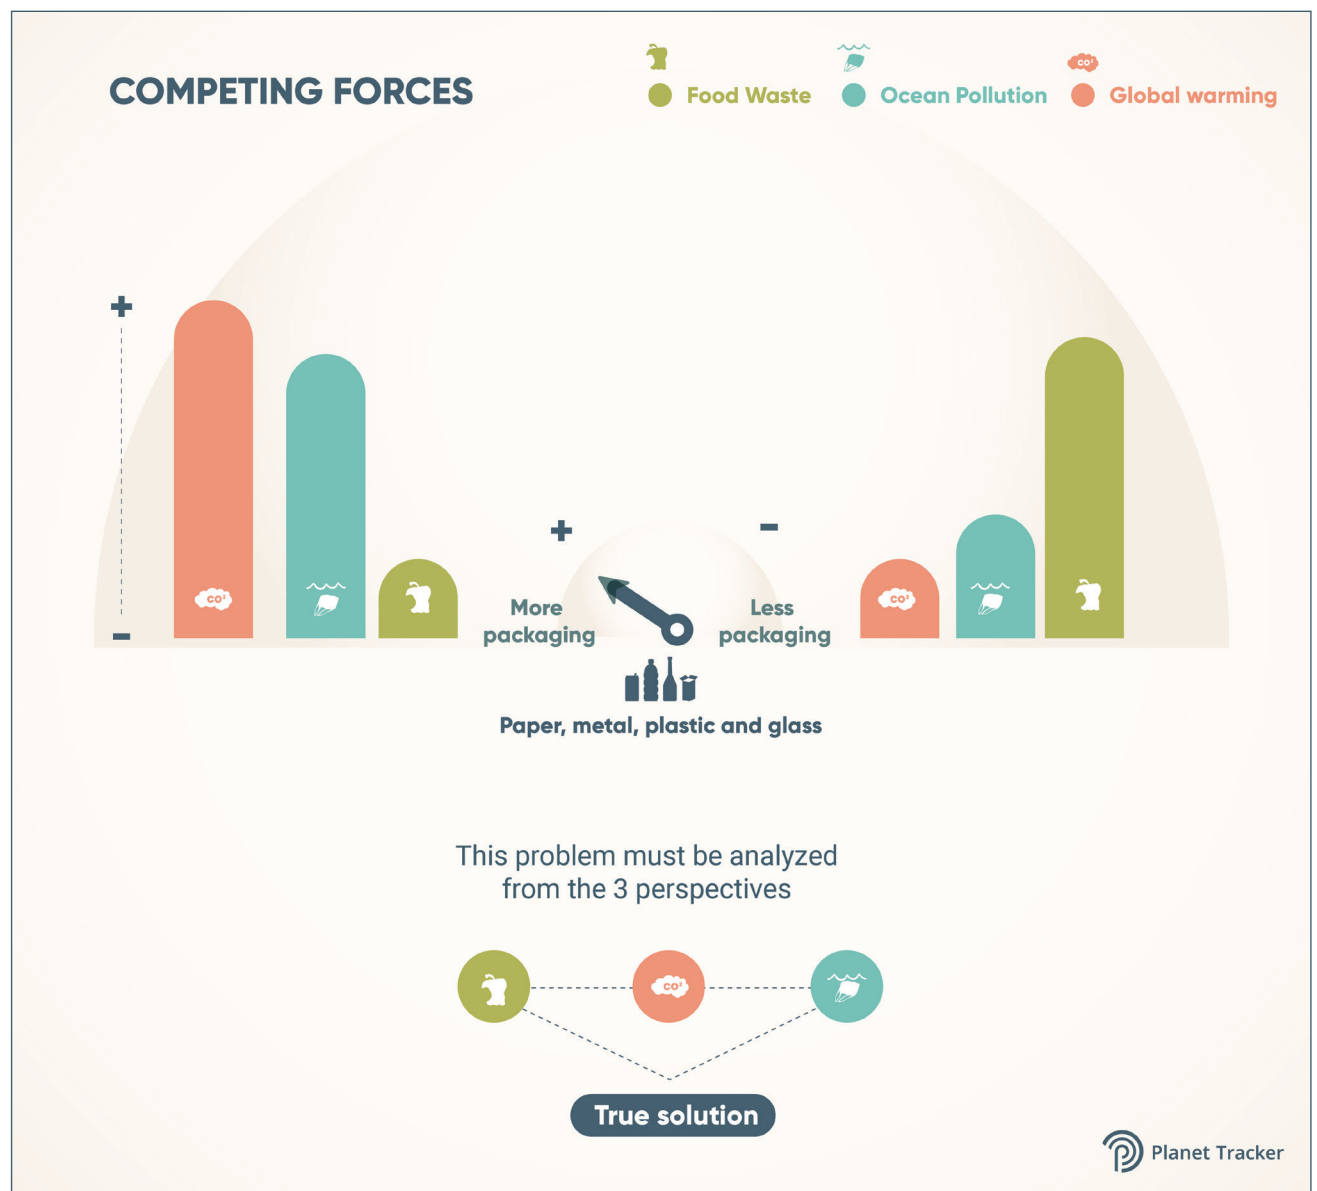 COMPETING FORCES
CO²
Food Waste
Ocean Pollution
Global warming
+
-
CO²
+
-
More
packaging
Less
packaging
CO²
Paper, metal, plastic and glass
This problem must be analyzed
from the 3 perspectives
CO²
True solution
Planet Tracker